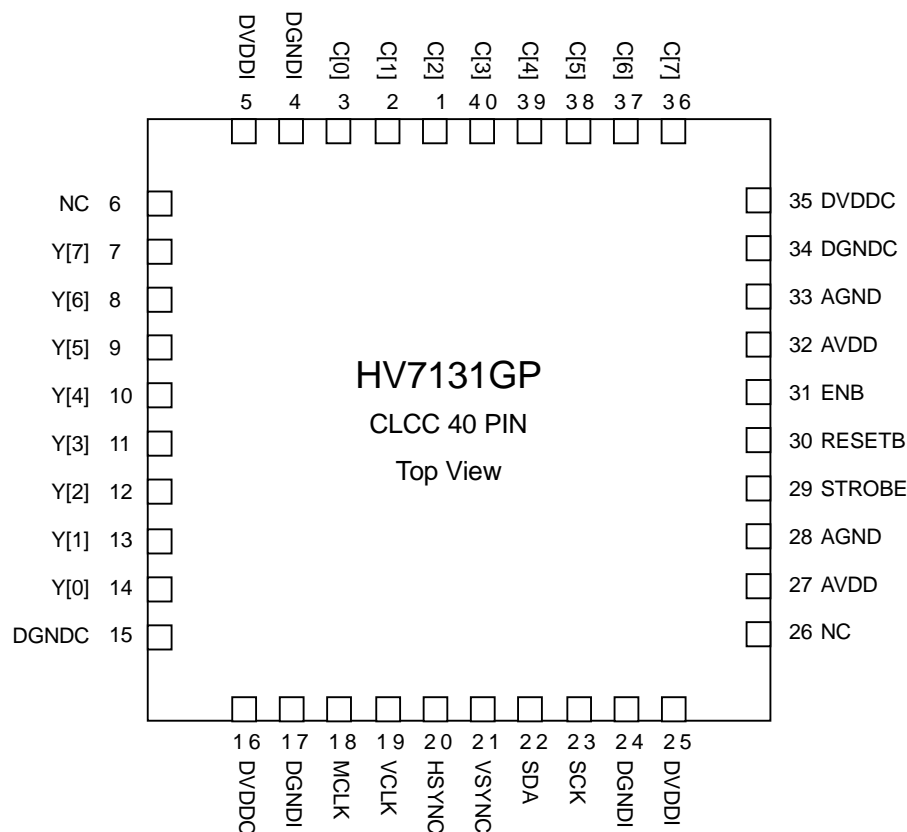 DVDDI DGNDI C[0] C[1] C[2] C[3] C[4] C[5] C[6] C[7]
5 4 3 2 1 40 39 38 37 36
NC 6
Y[7] 7
Y[6] 8
Y[5] 9
Y[4] 10
Y[3] 11
Y[2] 12
Y[1] 13
Y[0] 14
DGNDC 15
HV7131GP
CLCC 40 PIN
Top View
35 DVDDC
34 DGNDC
33 AGND
32 AVDD
31 ENB
30 RESETB
29 STROBE
28 AGND
27 AVDD
26 NC
16 17 18 19 20 21 22 23 24 25
DVDDC DGNDI MCLK VCLK HSYNC VSYNC SDA SCK DGNDI DVDDI